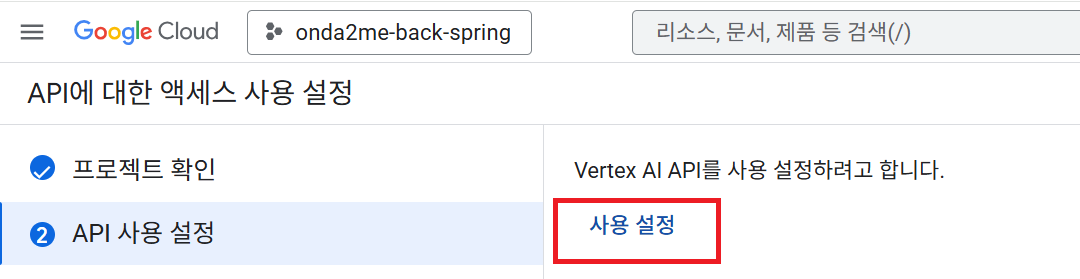 Google Cloud
onda2me-back-spring
리소스, 문서, 제품 등 검색(/)
API에 대한 액세스 사용 설정
프로젝트 확인
Vertex AI API를 사용 설정하려고 합니다.
2 API 사용 설정
사용 설정